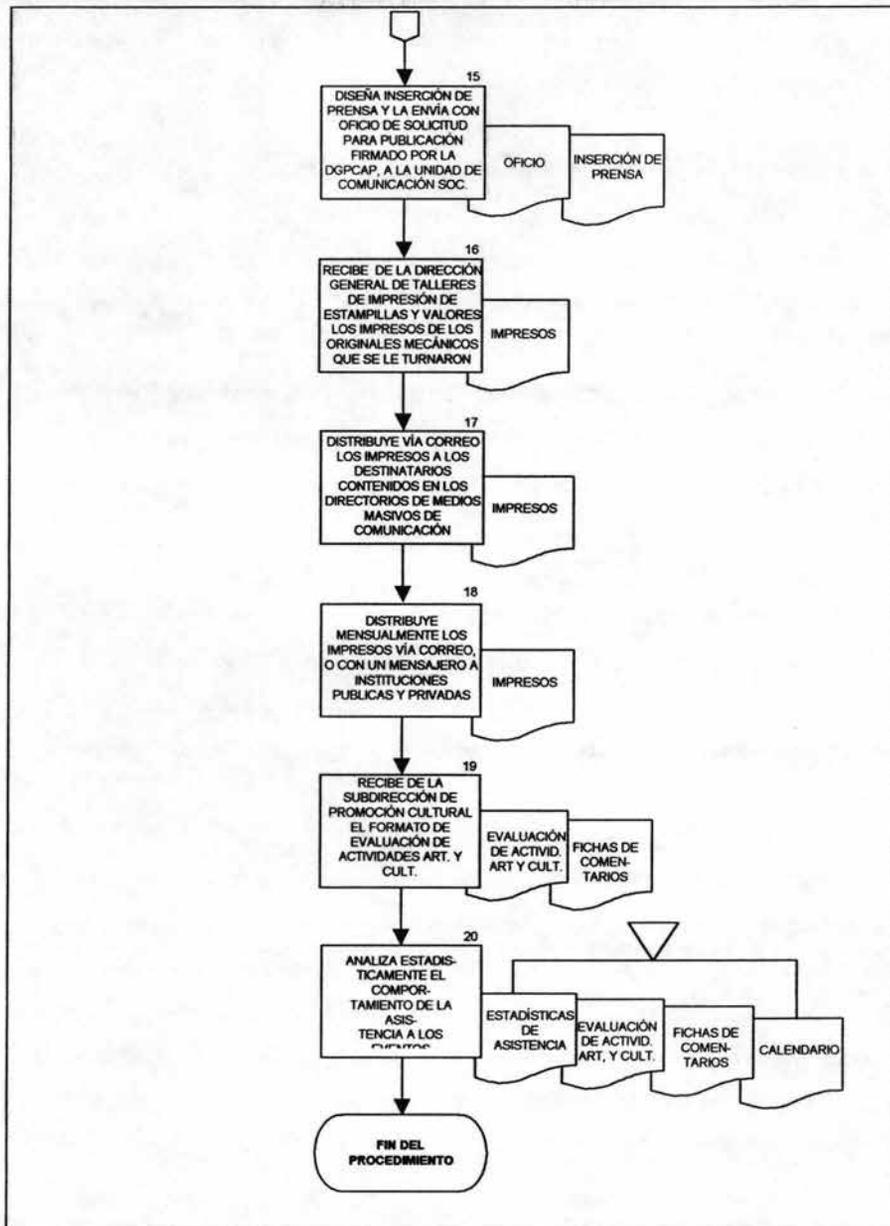 15
DISEÑA INSERCIÓN DE
PRENSA Y LA ENVÍA CON
OFICIO DE SOLICITUD
PARA PUBLICACIÓN
FIRMADO POR LA
DGPCAP, A LA UNIDAD DE
COMUNICACIÓN SOC.
OFICIO
INSERCIÓN DE
PRENSA
16
RECIBE DE LA DIRECCIÓN
GENERAL DE TALLERES
DE IMPRESIÓN DE
ESTAMPILLAS Y VALORES
LOS IMPRESOS DE LOS
ORIGINALES MECÁNICOS
QUE SE LE TURNARON
IMPRESOS
17
DISTRIBUYE VÍA CORREO
LOS IMPRESOS A LOS
DESTINATARIOS
CONTENIDOS EN LOS
DIRECTORIOS DE MEDIOS
MASIVOS DE
COMUNICACIÓN
IMPRESOS
18
DISTRIBUYE
MENSUALMENTE LOS
IMPRESOS VÍA CORREO,
O CON UN MENSAJERO A
INSTITUCIONES
PUBLICAS Y PRIVADAS
IMPRESOS
19
RECIBE DE LA
SUBDIRECCIÓN DE
PROMOCIÓN CULTURAL
EL FORMATO DE
EVALUACIÓN DE
ACTIVIDADES ART. Y
CULT.
EVALUACIÓN
DE ACTIVID.
ART Y CULT.
FICHAS DE
COMEN-
TARIOS
20
ANALIZA ESTADIS-
TICAMENTE EL
COMPOR-
TAMIENTO DE LA
ASIS-
TENCIA A LOS
EVENTOS
ESTADÍSTICAS
DE
ASISTENCIA
EVALUACIÓN
DE ACTIVID.
ART, Y CULT.
FICHAS DE
COMEN-
TARIOS
CALENDARIO
FIN DEL
PROCEDIMIENTO